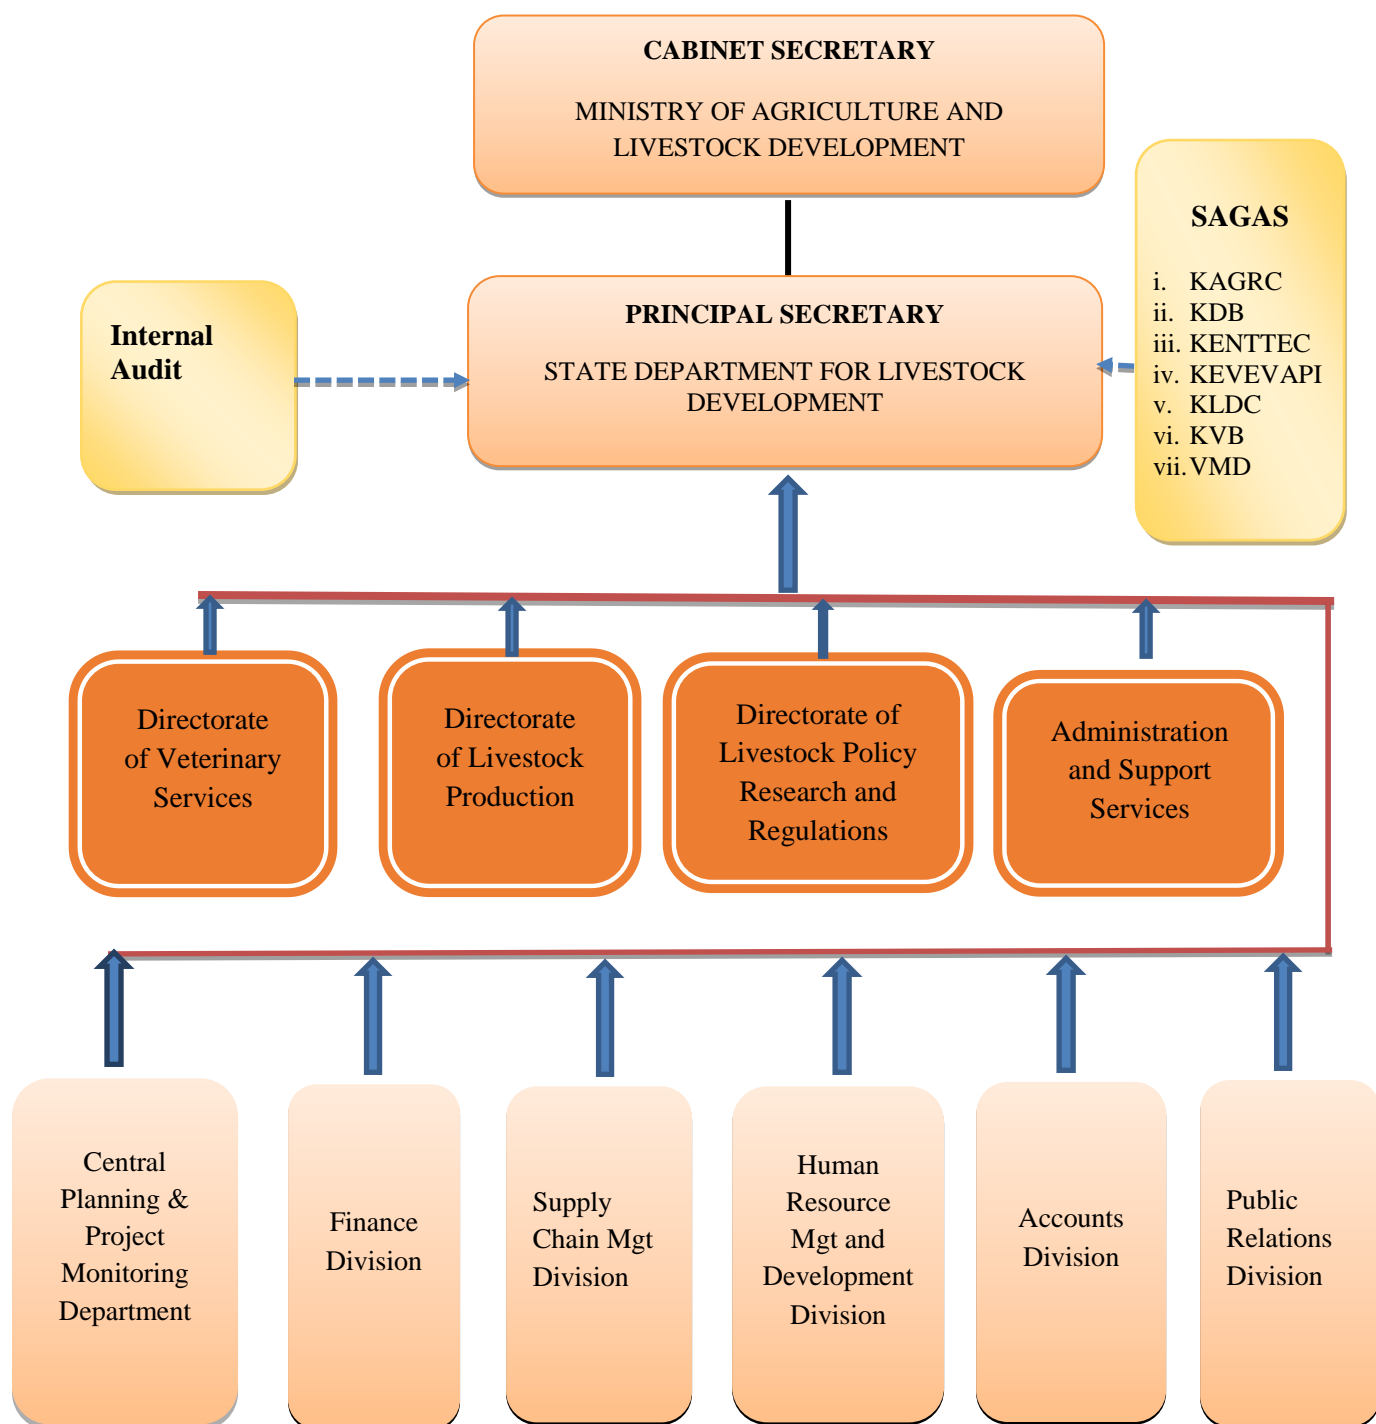 CABINET SECRETARY
MINISTRY OF AGRICULTURE AND
LIVESTOCK DEVELOPMENT
SAGAS
i. KAGRC
ii. KDB
iii. KENTTEC
iv. KEVEVAPI
v. KLDC
vi. KVB
vii. VMD
Internal
Audit
PRINCIPAL SECRETARY
STATE DEPARTMENT FOR LIVESTOCK
DEVELOPMENT
Directorate
of Veterinary
Services
Directorate
of Livestock
Production
Directorate of
Livestock Policy
Research and
Regulations
Administration
and Support
Services
Central
Planning &
Project
Monitoring
Department
Finance
Division
Supply
Chain Mgt
Division
Human
Resource
Mgt and
Development
Division
Accounts
Division
Public
Relations
Division